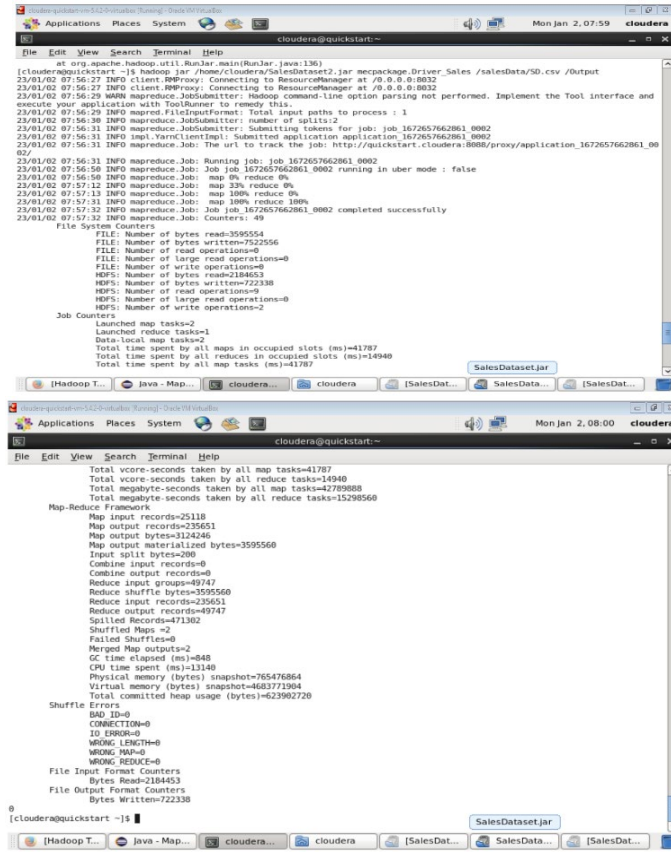 cloudera-quickstart-vm-5.4.2-0-virtualbox [Running] - Oracle VM VirtualBox
Applications Places System Mon Jan 2, 07:59 cloudera
cloudera@quickstart:~
File Edit View Search Terminal Help
at org.apache.hadoop.util.RunJar.main(RunJar.java:136)
[cloudera@quickstart ~]$ hadoop jar /home/cloudera/SalesDataset2.jar mecpackage.Driver_Sales /salesData/SD.csv /Output
23/01/02 07:56:27 INFO client.RMProxy: Connecting to ResourceManager at /0.0.0.0:8032
23/01/02 07:56:27 INFO client.RMProxy: Connecting to ResourceManager at /0.0.0.0:8032
23/01/02 07:56:29 WARN mapreduce.JobSubmitter: Hadoop command-line option parsing not performed. Implement the Tool interface and
execute your application with ToolRunner to remedy this.
23/01/02 07:56:29 INFO mapred.FileInputFormat: Total input paths to process : 1
23/01/02 07:56:30 INFO mapreduce.JobSubmitter: number of splits:2
23/01/02 07:56:31 INFO mapreduce.JobSubmitter: Submitting tokens for job: job_1672657662861_0002
23/01/02 07:56:31 INFO impl.YarnClientImpl: Submitted application application_1672657662861_0002
23/01/02 07:56:31 INFO mapreduce.Job: The url to track the job: http://quickstart.cloudera:8088/proxy/application_1672657662861_00
02/
23/01/02 07:56:31 INFO mapreduce.Job: Running job: job_1672657662861_0002
23/01/02 07:56:50 INFO mapreduce.Job: Job job_1672657662861_0002 running in uber mode : false
23/01/02 07:56:50 INFO mapreduce.Job: map 0% reduce 0%
23/01/02 07:57:12 INFO mapreduce.Job: map 33% reduce 0%
23/01/02 07:57:13 INFO mapreduce.Job: map 100% reduce 0%
23/01/02 07:57:31 INFO mapreduce.Job: map 100% reduce 100%
23/01/02 07:57:32 INFO mapreduce.Job: Job job_1672657662861_0002 completed successfully
23/01/02 07:57:32 INFO mapreduce.Job: Counters: 49
File System Counters
FILE: Number of bytes read=3595554
FILE: Number of bytes written=7522556
FILE: Number of read operations=0
FILE: Number of large read operations=0
FILE: Number of write operations=0
HDFS: Number of bytes read=2184653
HDFS: Number of bytes written=722338
HDFS: Number of read operations=9
HDFS: Number of large read operations=0
HDFS: Number of write operations=2
Job Counters
Launched map tasks=2
Launched reduce tasks=1
Data-local map tasks=2
Total time spent by all maps in occupied slots (ms)=41787
Total time spent by all reduces in occupied slots (ms)=14940
Total time spent by all map tasks (ms)=41787
SalesDataset.jar
[Hadoop T... Java - Map... cloudera... cloudera [SalesDat... SalesData... [SalesDat...
cloudera-quickstart-vm-5.4.2-0-virtualbox [Running] - Oracle VM VirtualBox
Applications Places System Mon Jan 2, 08:00 cloudera
cloudera@quickstart:~
File Edit View Search Terminal Help
Total vcore-seconds taken by all map tasks=41787
Total vcore-seconds taken by all reduce tasks=14940
Total megabyte-seconds taken by all map tasks=42789888
Total megabyte-seconds taken by all reduce tasks=15298560
Map-Reduce Framework
Map input records=25118
Map output records=235651
Map output bytes=3124246
Map output materialized bytes=3595560
Input split bytes=200
Combine input records=0
Combine output records=0
Reduce input groups=49747
Reduce shuffle bytes=3595560
Reduce input records=235651
Reduce output records=49747
Spilled Records=471302
Shuffled Maps =2
Failed Shuffles=0
Merged Map outputs=2
GC time elapsed (ms)=848
CPU time spent (ms)=13140
Physical memory (bytes) snapshot=765476864
Virtual memory (bytes) snapshot=4683771904
Total committed heap usage (bytes)=623902720
Shuffle Errors
BAD_ID=0
CONNECTION=0
IO_ERROR=0
WRONG_LENGTH=0
WRONG_MAP=0
WRONG_REDUCE=0
File Input Format Counters
Bytes Read=2184453
File Output Format Counters
Bytes Written=722338
0
[cloudera@quickstart ~]$
SalesDataset.jar
[Hadoop T... Java - Map... cloudera... cloudera [SalesDat... SalesData... [SalesDat...